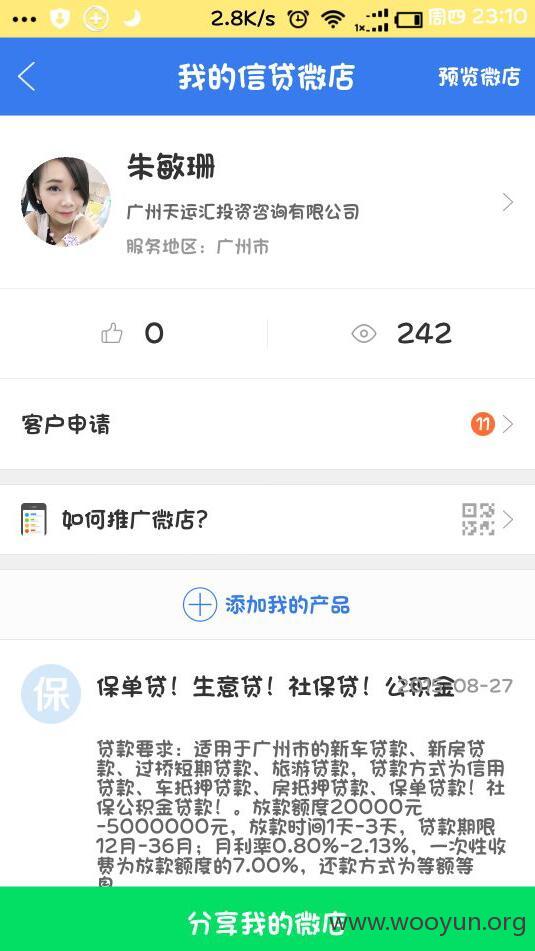 2.8K/s 1x 周四 23:10
我的信贷微店
预览微店
朱敏珊
广州天运汇投资咨询有限公司
服务地区：广州市
0
242
客户申请
11
如何推广微店?
添加我的产品
保
保单贷！生意贷！社保贷！公积金
2015-08-27
贷款要求：适用于广州市的新车贷款、新房贷
款、过桥短期贷款、旅游贷款，贷款方式为信用
贷款、车抵押贷款、房抵押贷款、保单贷款！社
保公积金贷款！。放款额度20000元
-5000000元，放款时间1天-3天，贷款期限
12月-36月；月利率0.80%-2.13%，一次性收
费为放款额度的7.00%，还款方式为等额等
分享我的微店
www.wooyun.org